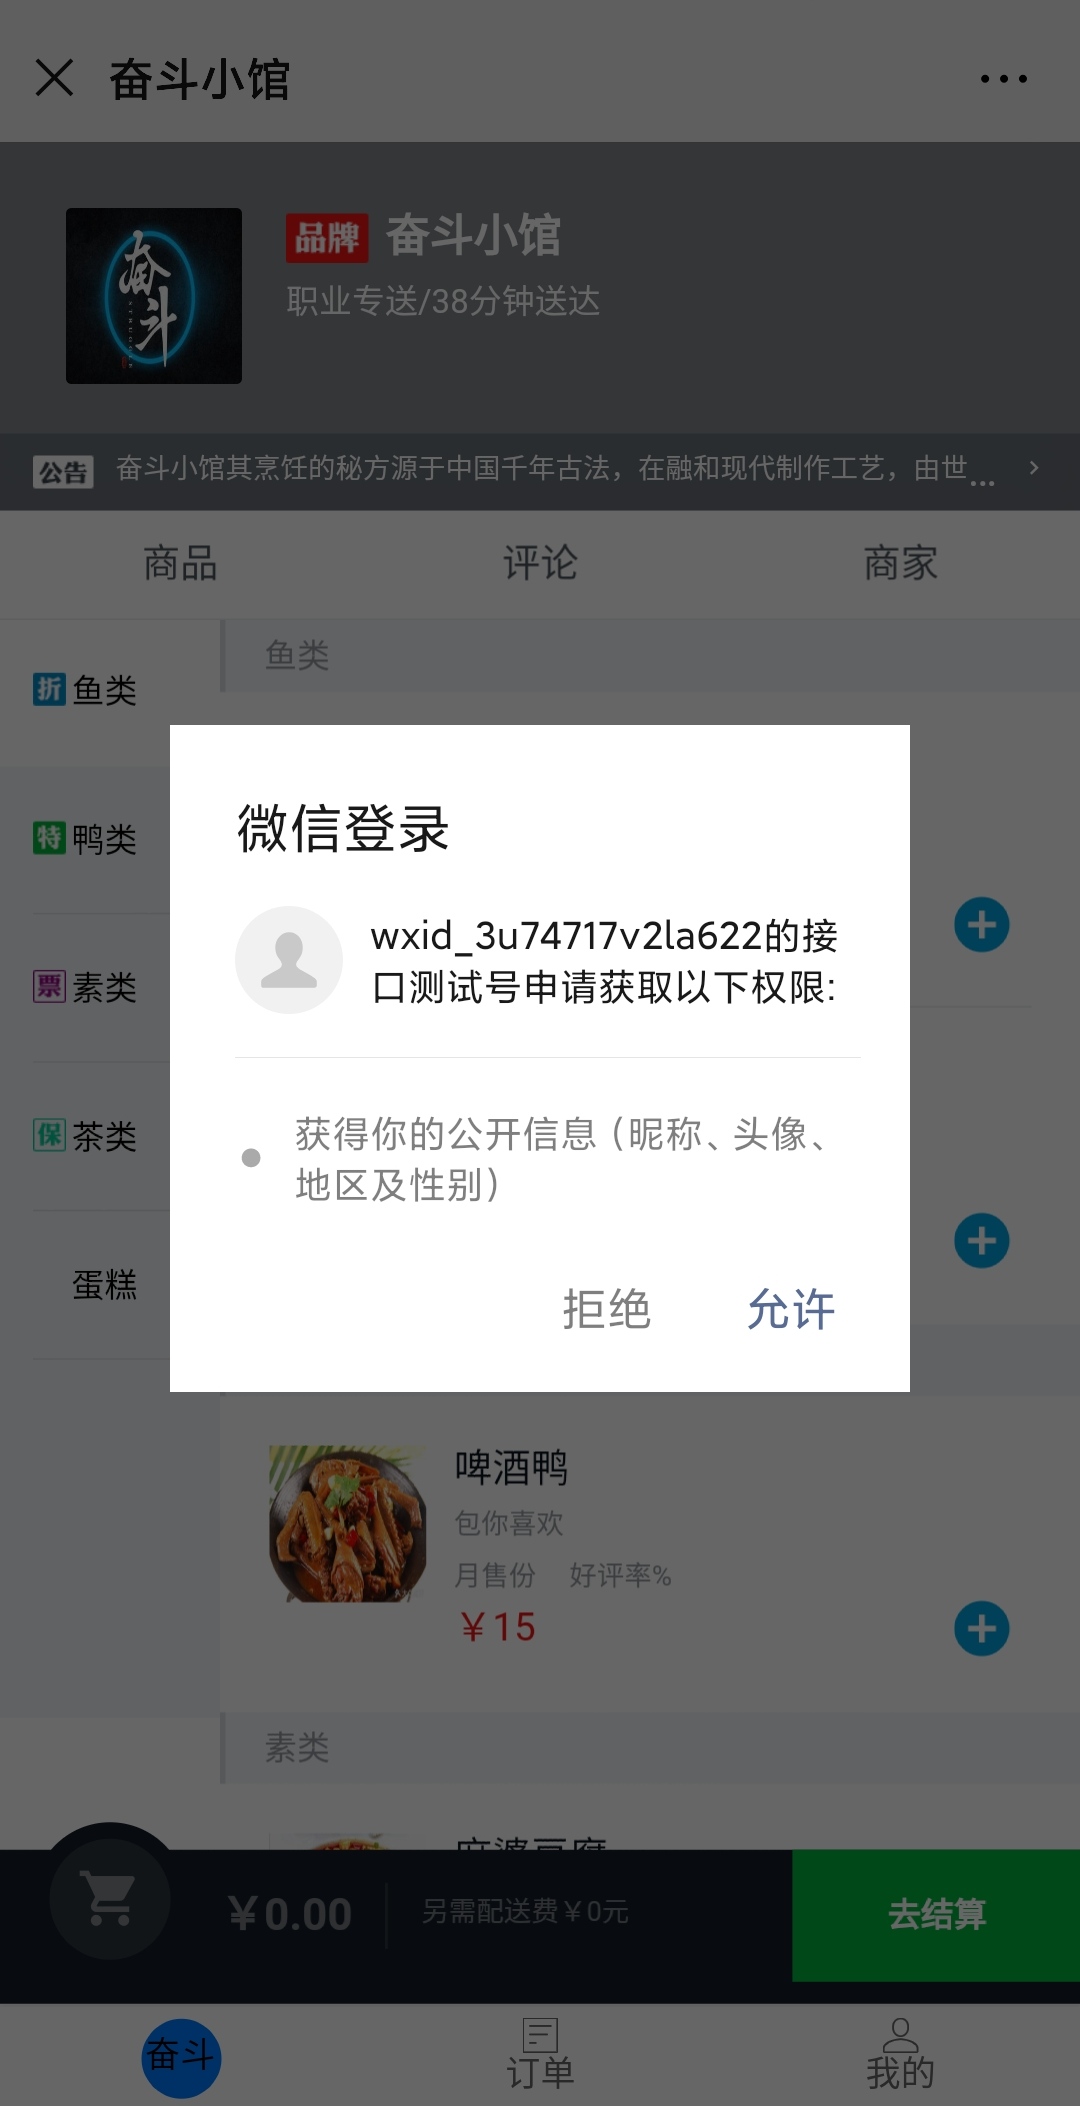 奋斗小馆
奋斗
品牌 奋斗小馆
职业专送/38分钟送达
公告 奋斗小馆其烹饪的秘方源于中国千年古法，在融和现代制作工艺，由世...
商品 评论 商家
折 鱼类
鱼类
特 鸭类
票 素类
保 茶类
蛋糕
微信登录
wxid_3u74717v2la622的接
口测试号申请获取以下权限:
获得你的公开信息（昵称、头像、
地区及性别）
拒绝 允许
啤酒鸭
包你喜欢
月售份 好评率%
￥15
素类
麻婆豆腐
¥0.00 另需配送费￥0元 去结算
奋斗 订单 我的